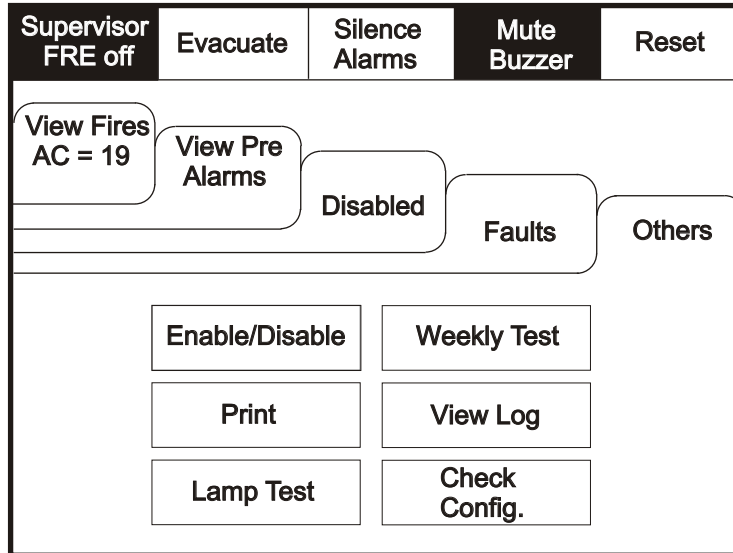 Supervisor
FRE off
Evacuate
Silence
Alarms
Mute
Buzzer
Reset
View Fires
AC = 19
View Pre
Alarms
Disabled
Faults
Others
Enable/Disable
Weekly Test
Print
View Log
Lamp Test
Check
Config.